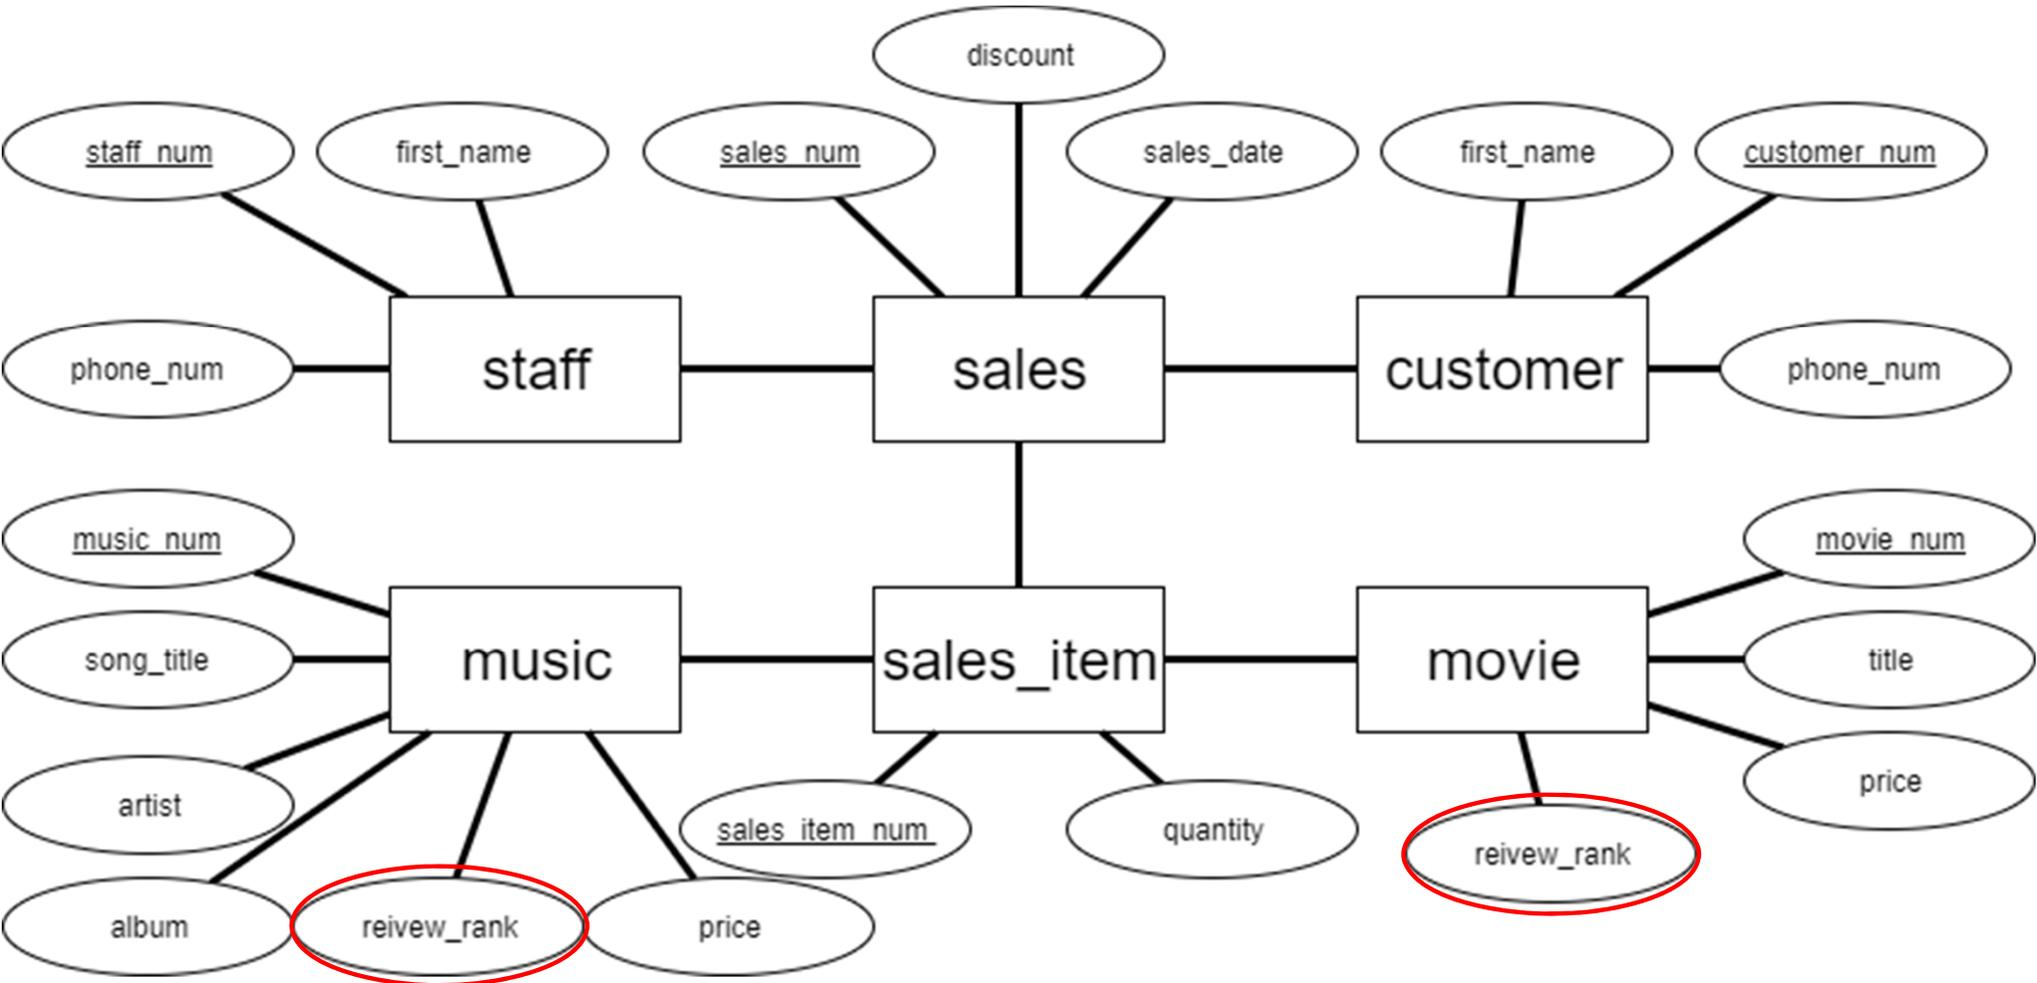 discount
staff_num
first_name
sales_num
sales_date
first_name
customer_num
phone_num
staff
sales
customer
phone_num
music_num
movie_num
song_title
music
sales_item
movie
title
artist
sales_item_num
quantity
reivew_rank
price
album
reivew_rank
price